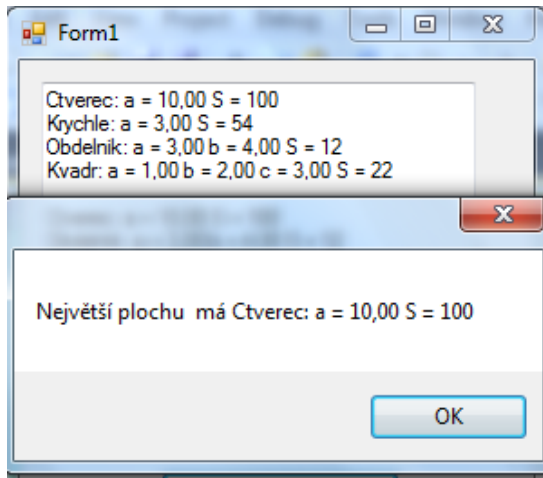 Form1
Ctverec: a = 10,00 S = 100
Krychle: a = 3,00 S = 54
Obdelnik: a = 3,00 b = 4,00 S = 12
Kvadr: a = 1,00 b = 2,00 c = 3,00 S = 22
Největší plochu  má Ctverec: a = 10,00 S = 100
OK